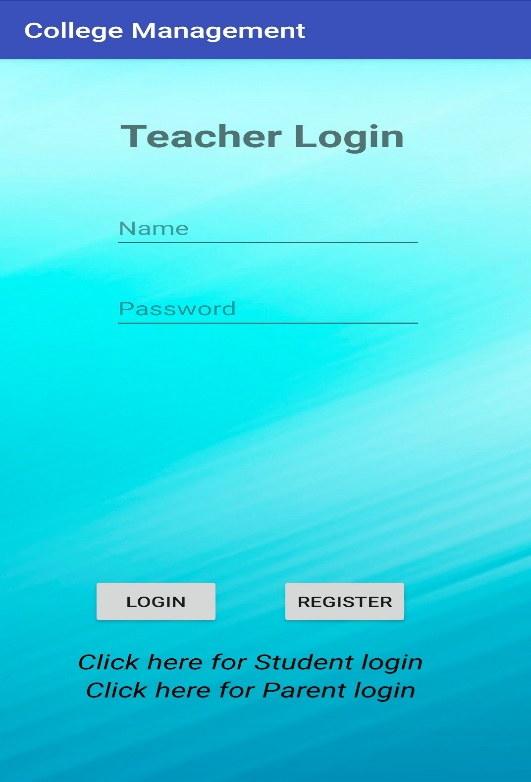 College Management
Teacher Login
Name
Password
LOGIN REGISTER
Click here for Student login
Click here for Parent login